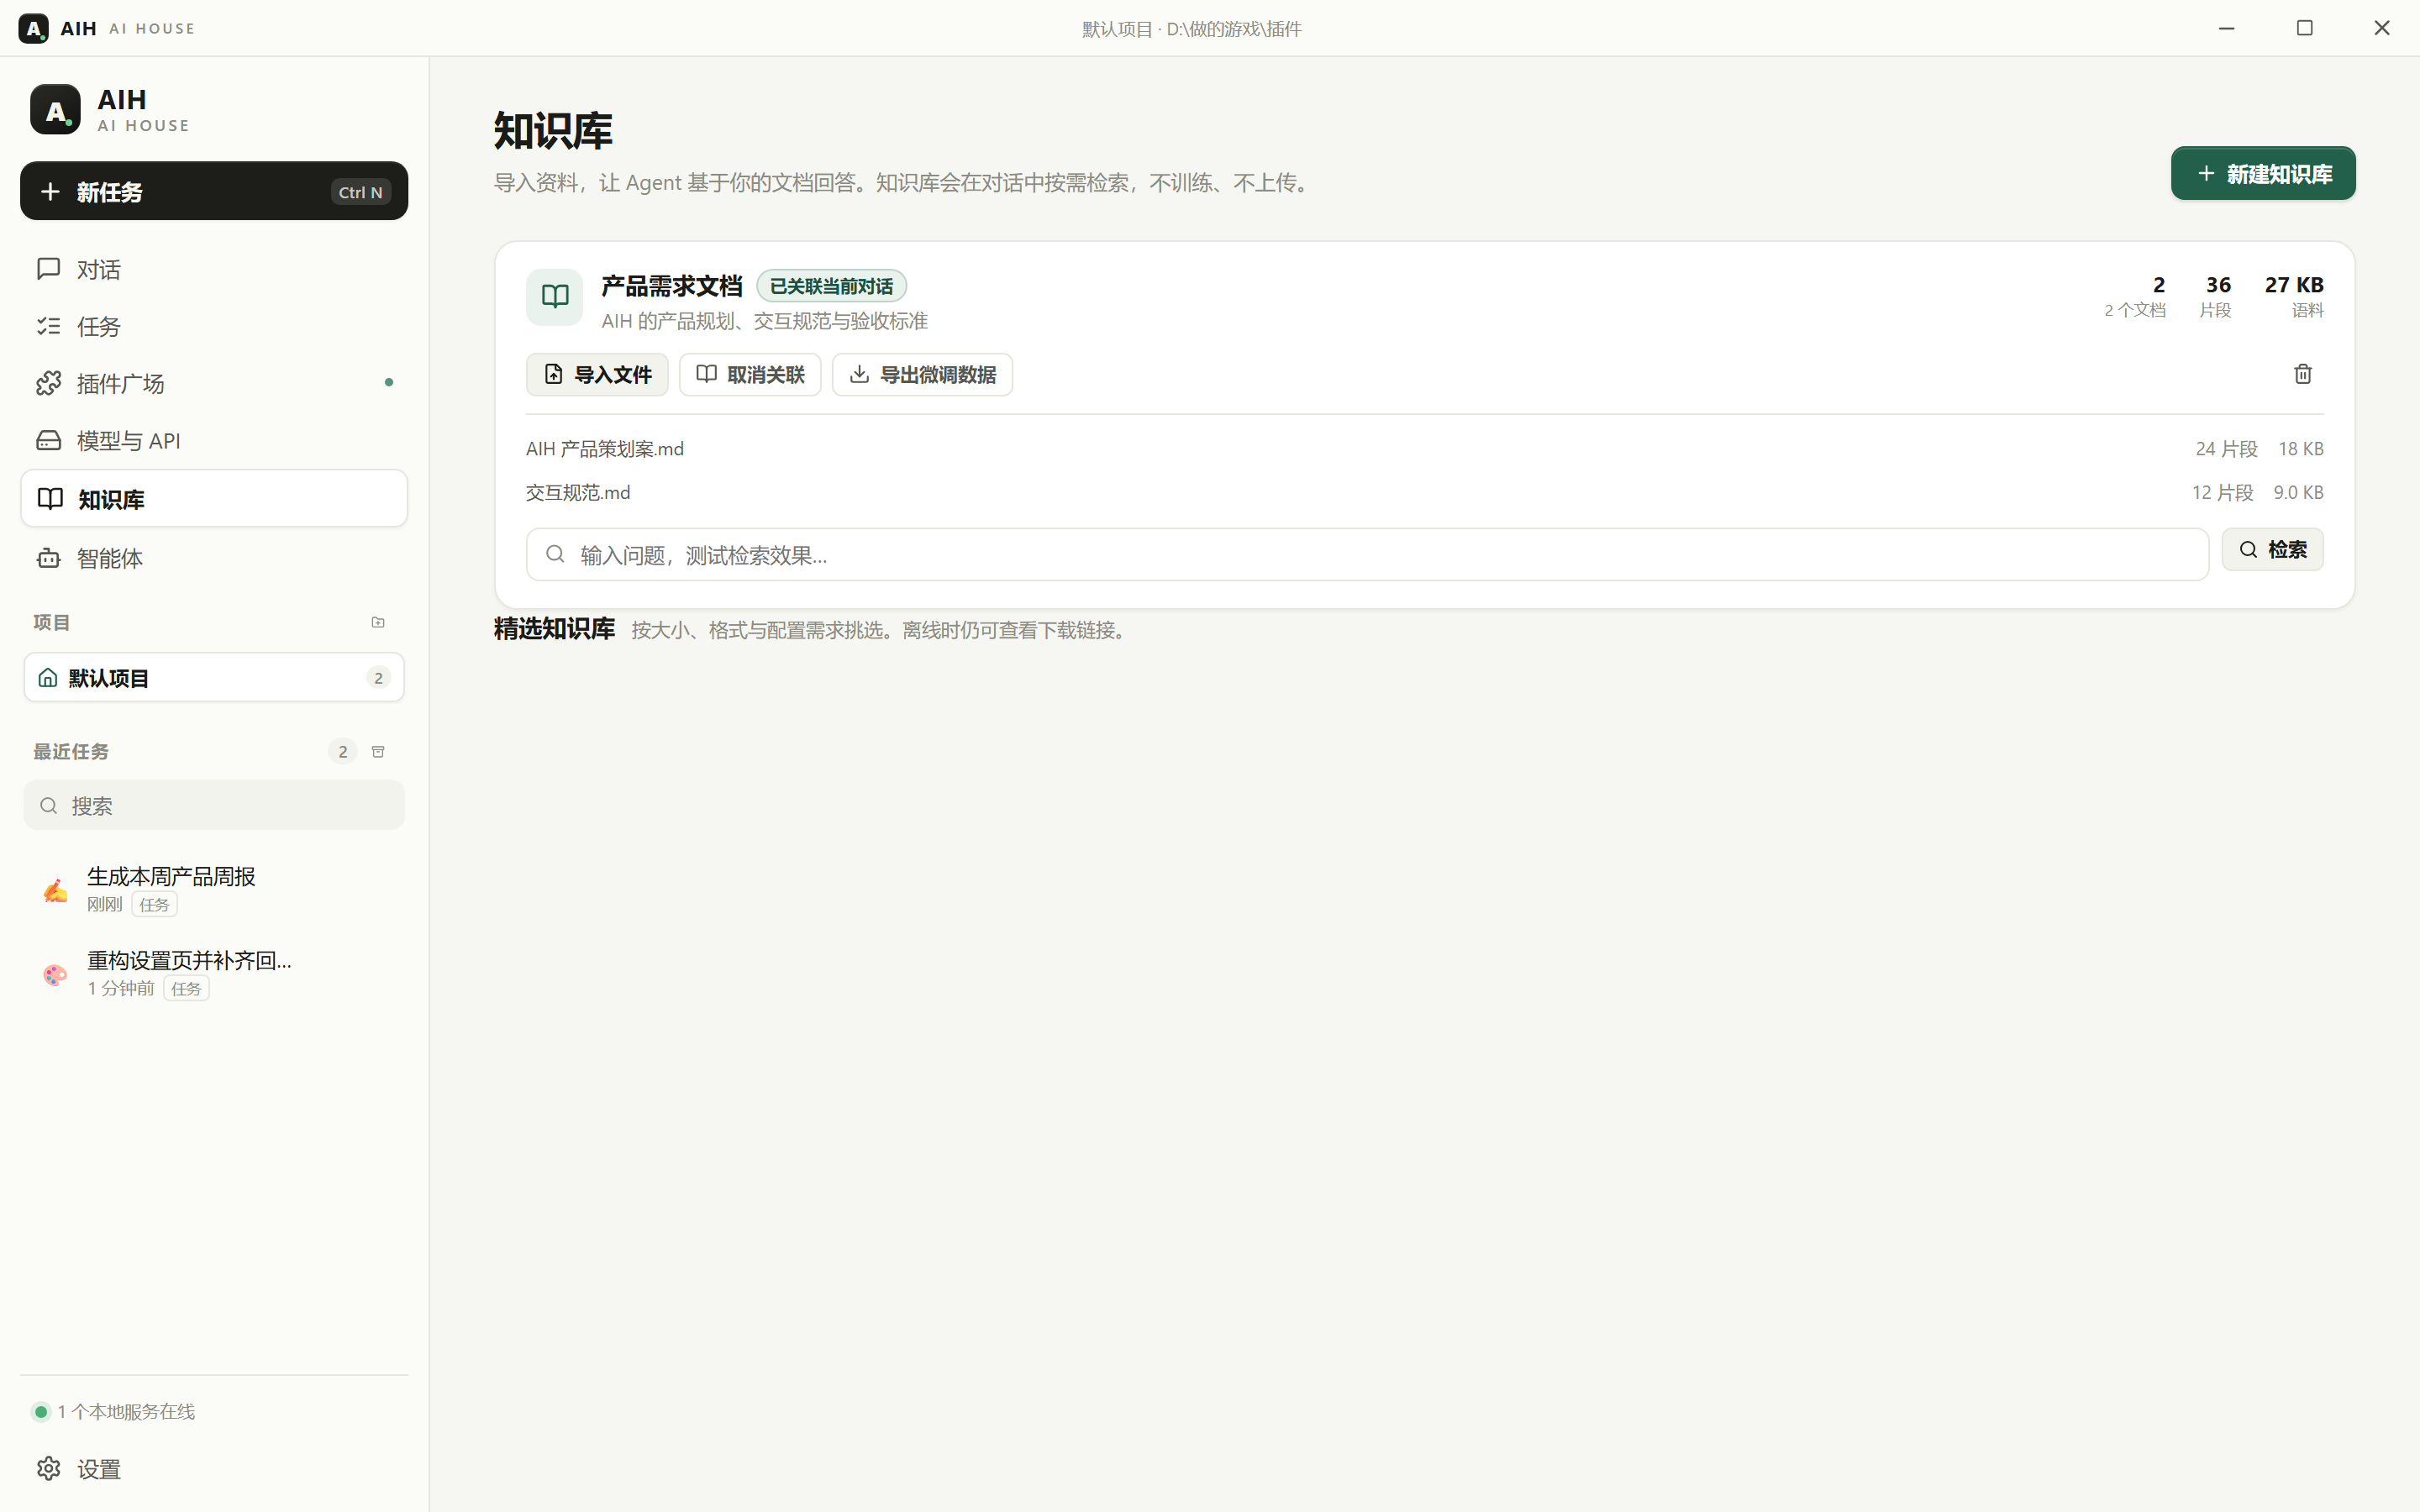 A AIH AI HOUSE
默认项目 · D:\做的游戏\插件
A AIH
AI HOUSE
新任务 Ctrl N
对话
任务
插件广场
模型与 API
知识库
智能体
项目
默认项目 2
最近任务 2
搜索
生成本周产品周报
刚刚 任务
重构设置页并补齐回...
1 分钟前 任务
1 个本地服务在线
设置
知识库
导入资料，让 Agent 基于你的文档回答。知识库会在对话中按需检索，不训练、不上传。
新建知识库
产品需求文档 已关联当前对话
AIH 的产品规划、交互规范与验收标准
2 36 27 KB
2 个文档 片段 语料
导入文件 取消关联 导出微调数据
AIH 产品策划案.md 24 片段 18 KB
交互规范.md 12 片段 9.0 KB
输入问题，测试检索效果... 检索
精选知识库 按大小、格式与配置需求挑选。离线时仍可查看下载链接。